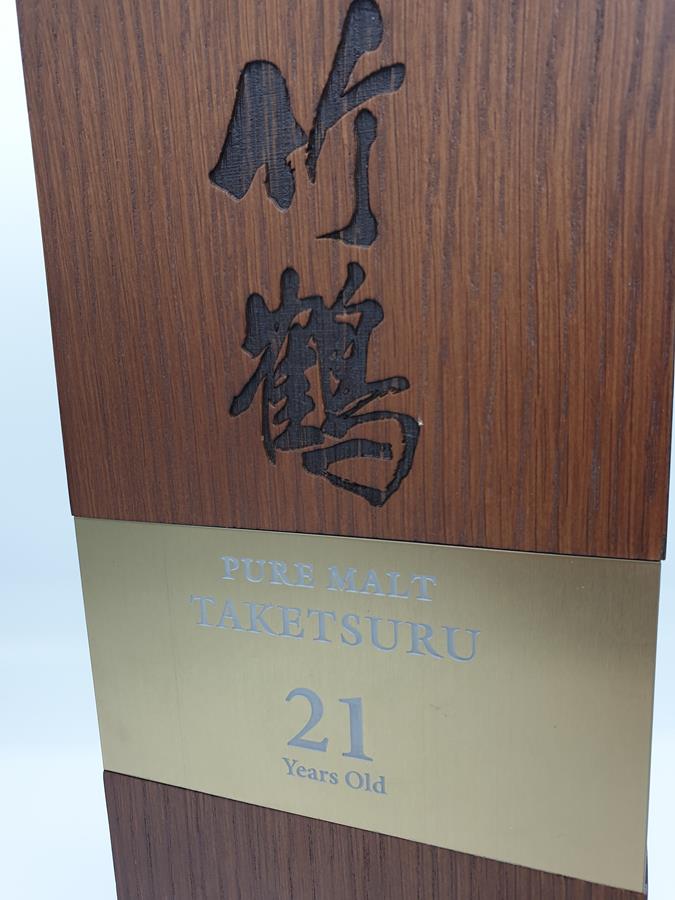 竹鶴
PURE MALT
TAKETSURU
21
Years Old